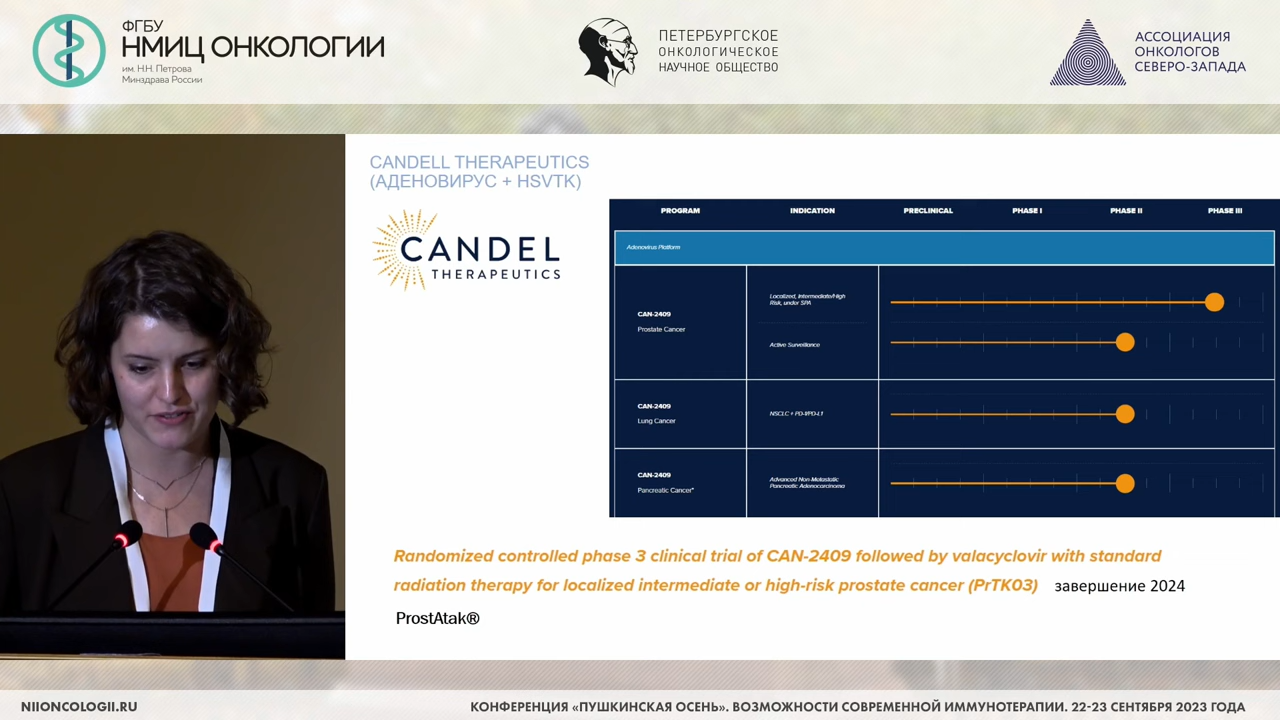 ФГБУ
НМИЦ ОНКОЛОГИИ
им. Н.Н. Петрова
Минздрава России
ПЕТЕРБУРГСКОЕ
ОНКОЛОГИЧЕСКОЕ
НАУЧНОЕ ОБЩЕСТВО
АССОЦИАЦИЯ
ОНКОЛОГОВ
СЕВЕРО-ЗАПАДА
CANDELL THERAPEUTICS
(АДЕНОВИРУС + HSVTK)
CANDEL
THERAPEUTICS
PROGRAM INDICATION PRECLINICAL PHASE I PHASE II PHASE III
Adenovirus Platform
CAN-2409
Prostate Cancer
Localized, Intermediate/High
Risk, under SPA
Active Surveillance
CAN-2409
Lung Cancer
NSCLC + PD-1/PD-L1
CAN-2409
Pancreatic Cancer*
Advanced Non-Metastatic
Pancreatic Adenocarcinoma
Randomized controlled phase 3 clinical trial of CAN-2409 followed by valacyclovir with standard
radiation therapy for localized intermediate or high-risk prostate cancer (PrTK03) завершение 2024
ProstAtak®
NIIONCOLOGII.RU
КОНФЕРЕНЦИЯ «ПУШКИНСКАЯ ОСЕНЬ». ВОЗМОЖНОСТИ СОВРЕМЕННОЙ ИММУНОТЕРАПИИ. 22-23 СЕНТЯБРЯ 2023 ГОДА